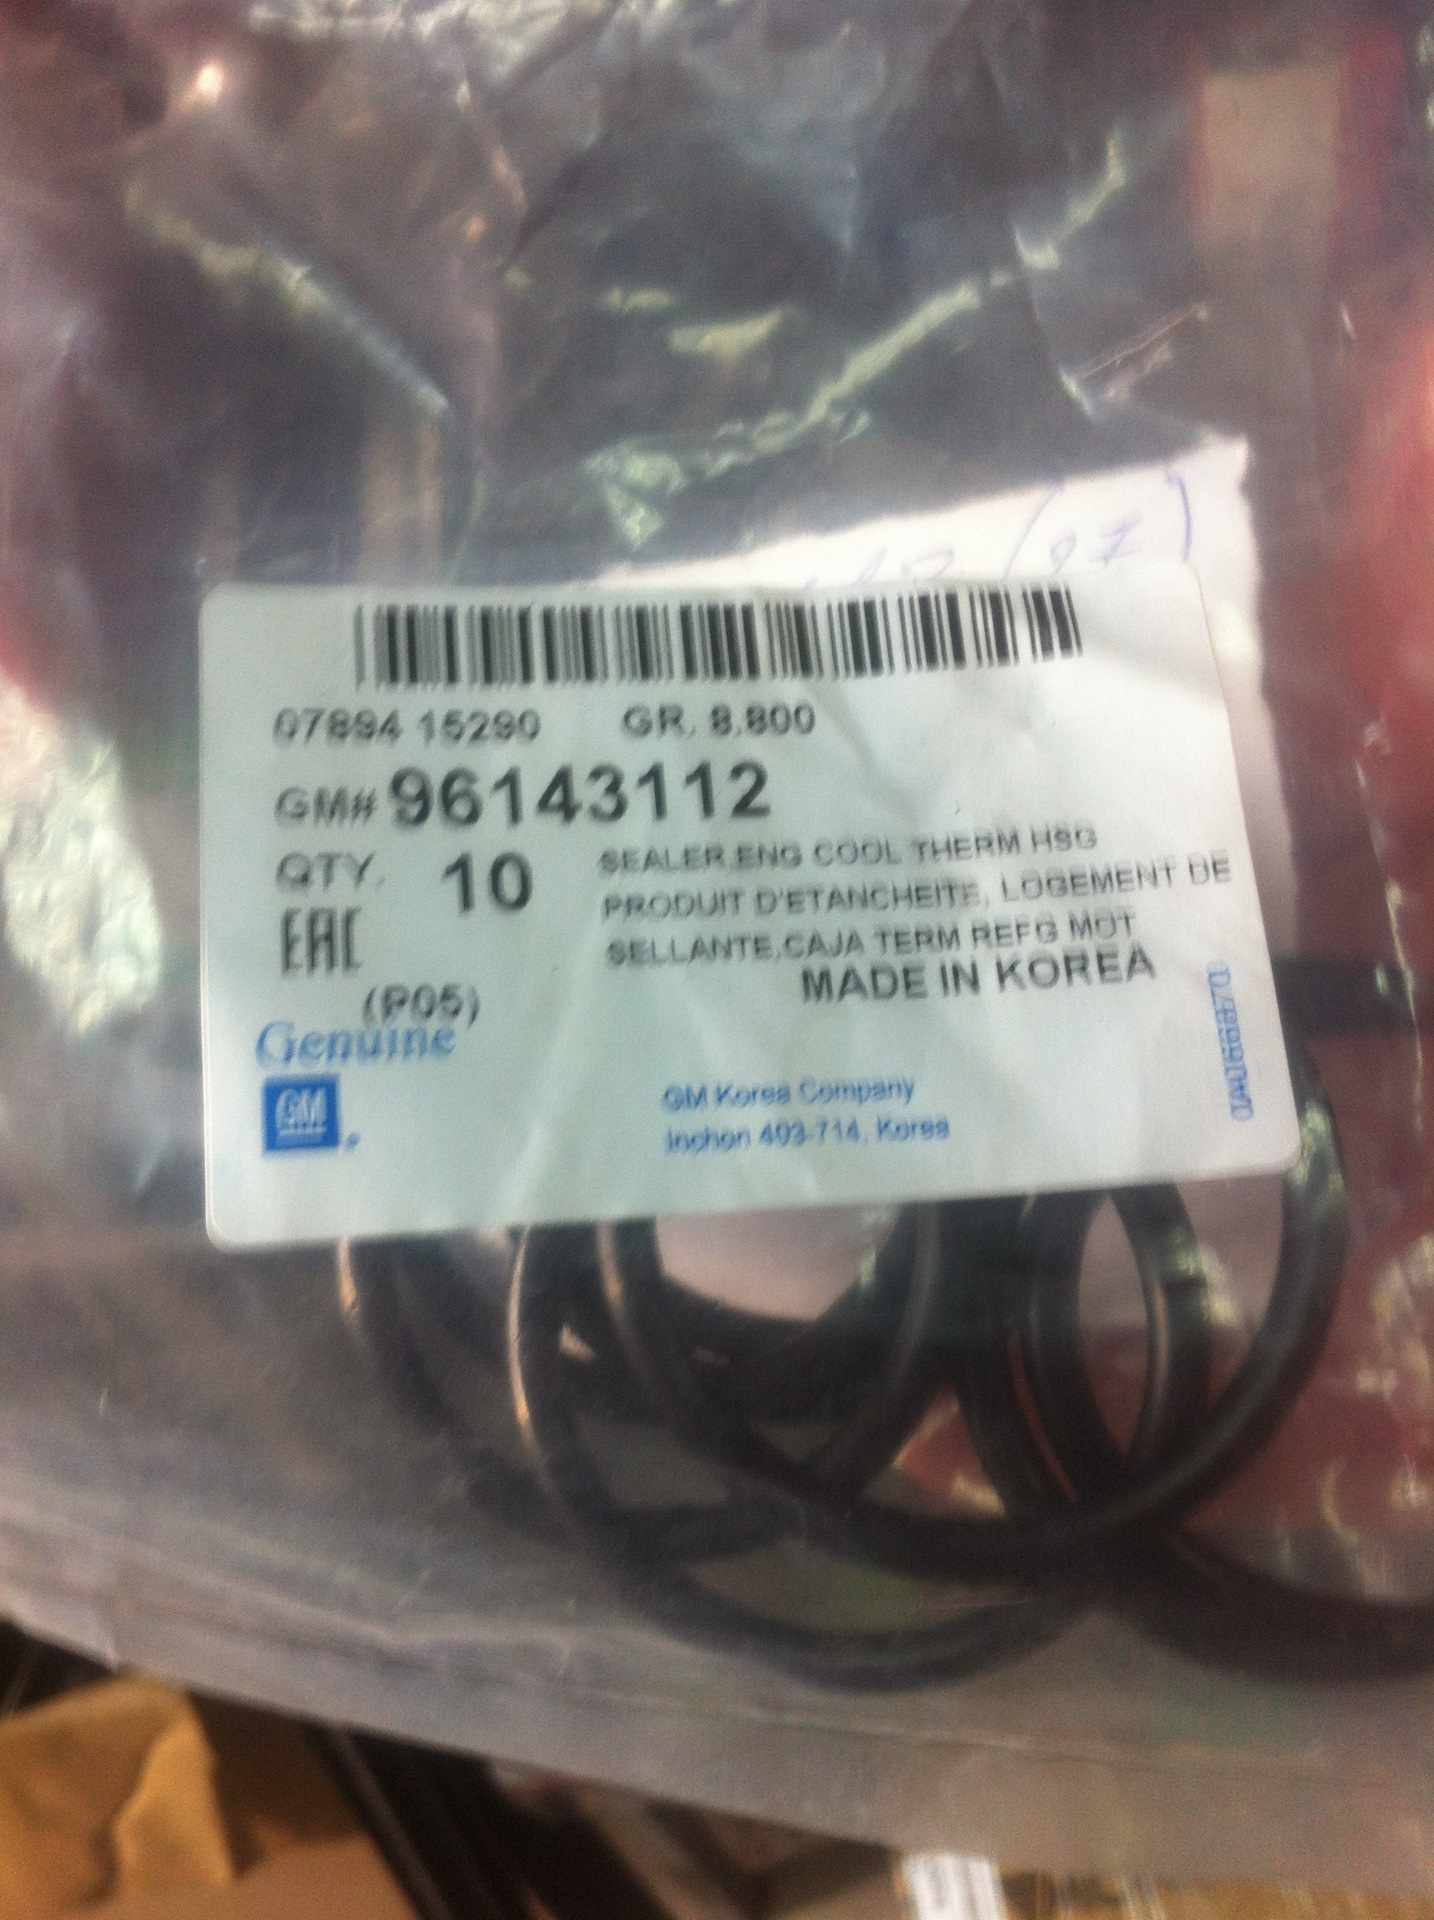 07894 15290 GR. 8.800
GM# 96143112
QTY. 10
SEALER,ENG COOL THERM HSG
PRODUIT D'ETANCHEITE, LOGEMENT DE
SELLANTE,CAJA TERM REFG MOT
MADE IN KOREA
EAC
(P05)
Genuine
GM
GM Korea Company
Inchon 403-714, Korea